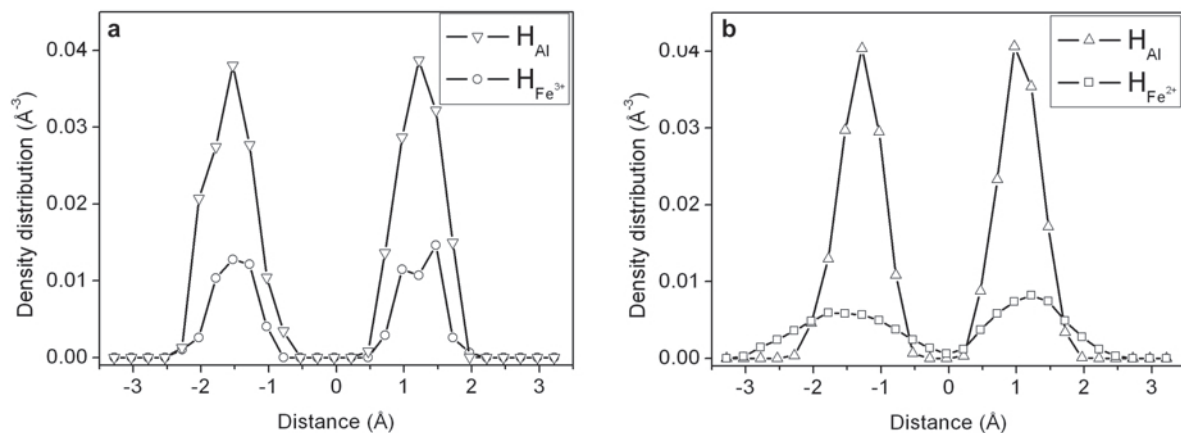 a
H_Al
H_Fe³⁺
Density distribution (Å⁻³)
0.04
0.03
0.02
0.01
0.00
-3 -2 -1 0 1 2 3
Distance (Å)
b
H_Al
H_Fe²⁺
Density distribution (Å⁻³)
0.04
0.03
0.02
0.01
0.00
-3 -2 -1 0 1 2 3
Distance (Å)